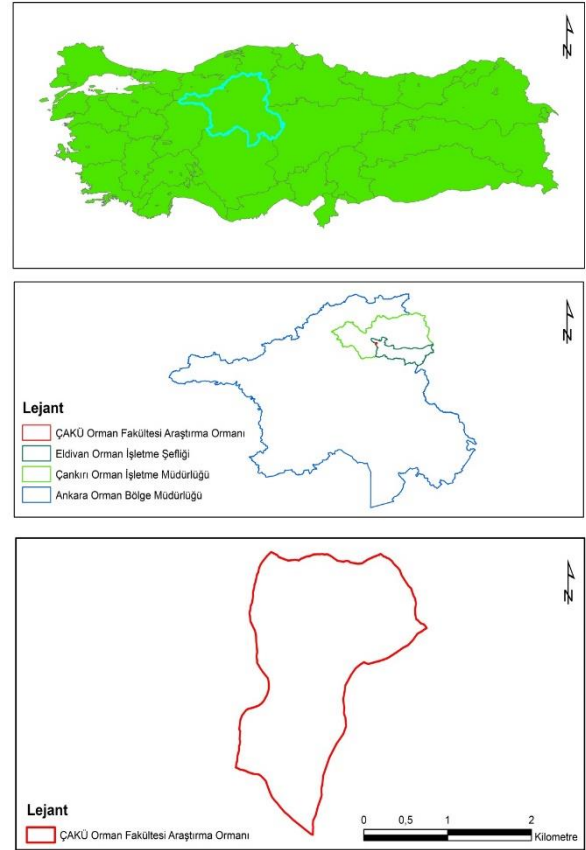 N
N
Lejant
ÇAKÜ Orman Fakültesi Araştırma Ormanı
Eldivan Orman İşletme Şefliği
Çankırı Orman İşletme Müdürlüğü
Ankara Orman Bölge Müdürlüğü
N
Lejant
ÇAKÜ Orman Fakültesi Araştırma Ormanı
0 0,5 1 2
Kilometre